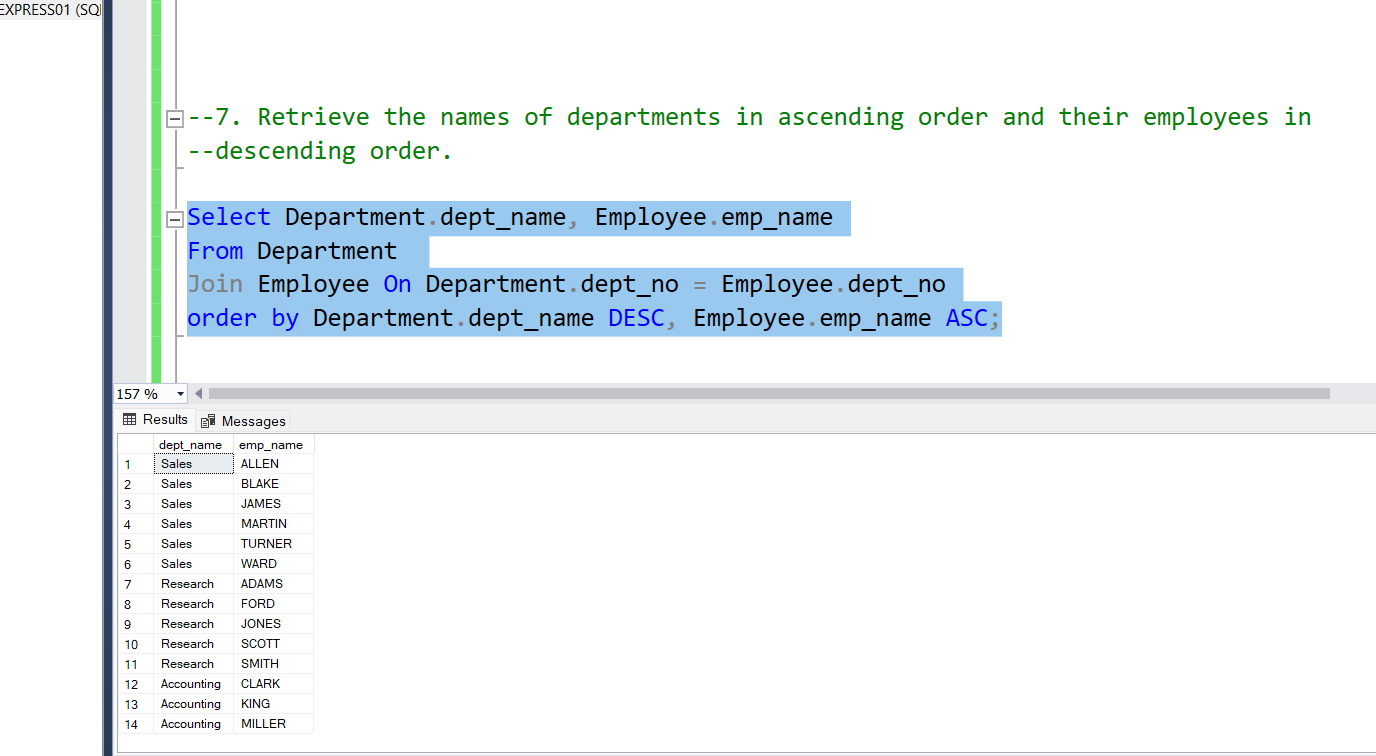 EXPRESS01 (SQ
--7. Retrieve the names of departments in ascending order and their employees in
--descending order.
Select Department.dept_name, Employee.emp_name
From Department
Join Employee On Department.dept_no = Employee.dept_no
order by Department.dept_name DESC, Employee.emp_name ASC;
157 %
Results Messages
dept_name emp_name
1 Sales ALLEN
2 Sales BLAKE
3 Sales JAMES
4 Sales MARTIN
5 Sales TURNER
6 Sales WARD
7 Research ADAMS
8 Research FORD
9 Research JONES
10 Research SCOTT
11 Research SMITH
12 Accounting CLARK
13 Accounting KING
14 Accounting MILLER